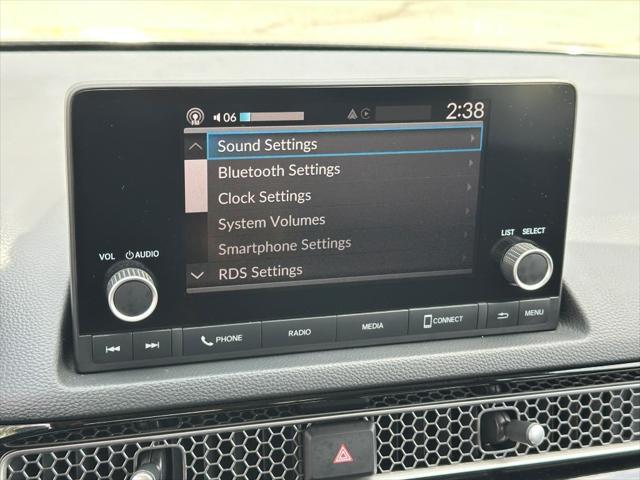 06 2:38
Sound Settings
Bluetooth Settings
Clock Settings
System Volumes
Smartphone Settings
RDS Settings
VOL AUDIO
LIST SELECT
PHONE RADIO MEDIA CONNECT MENU